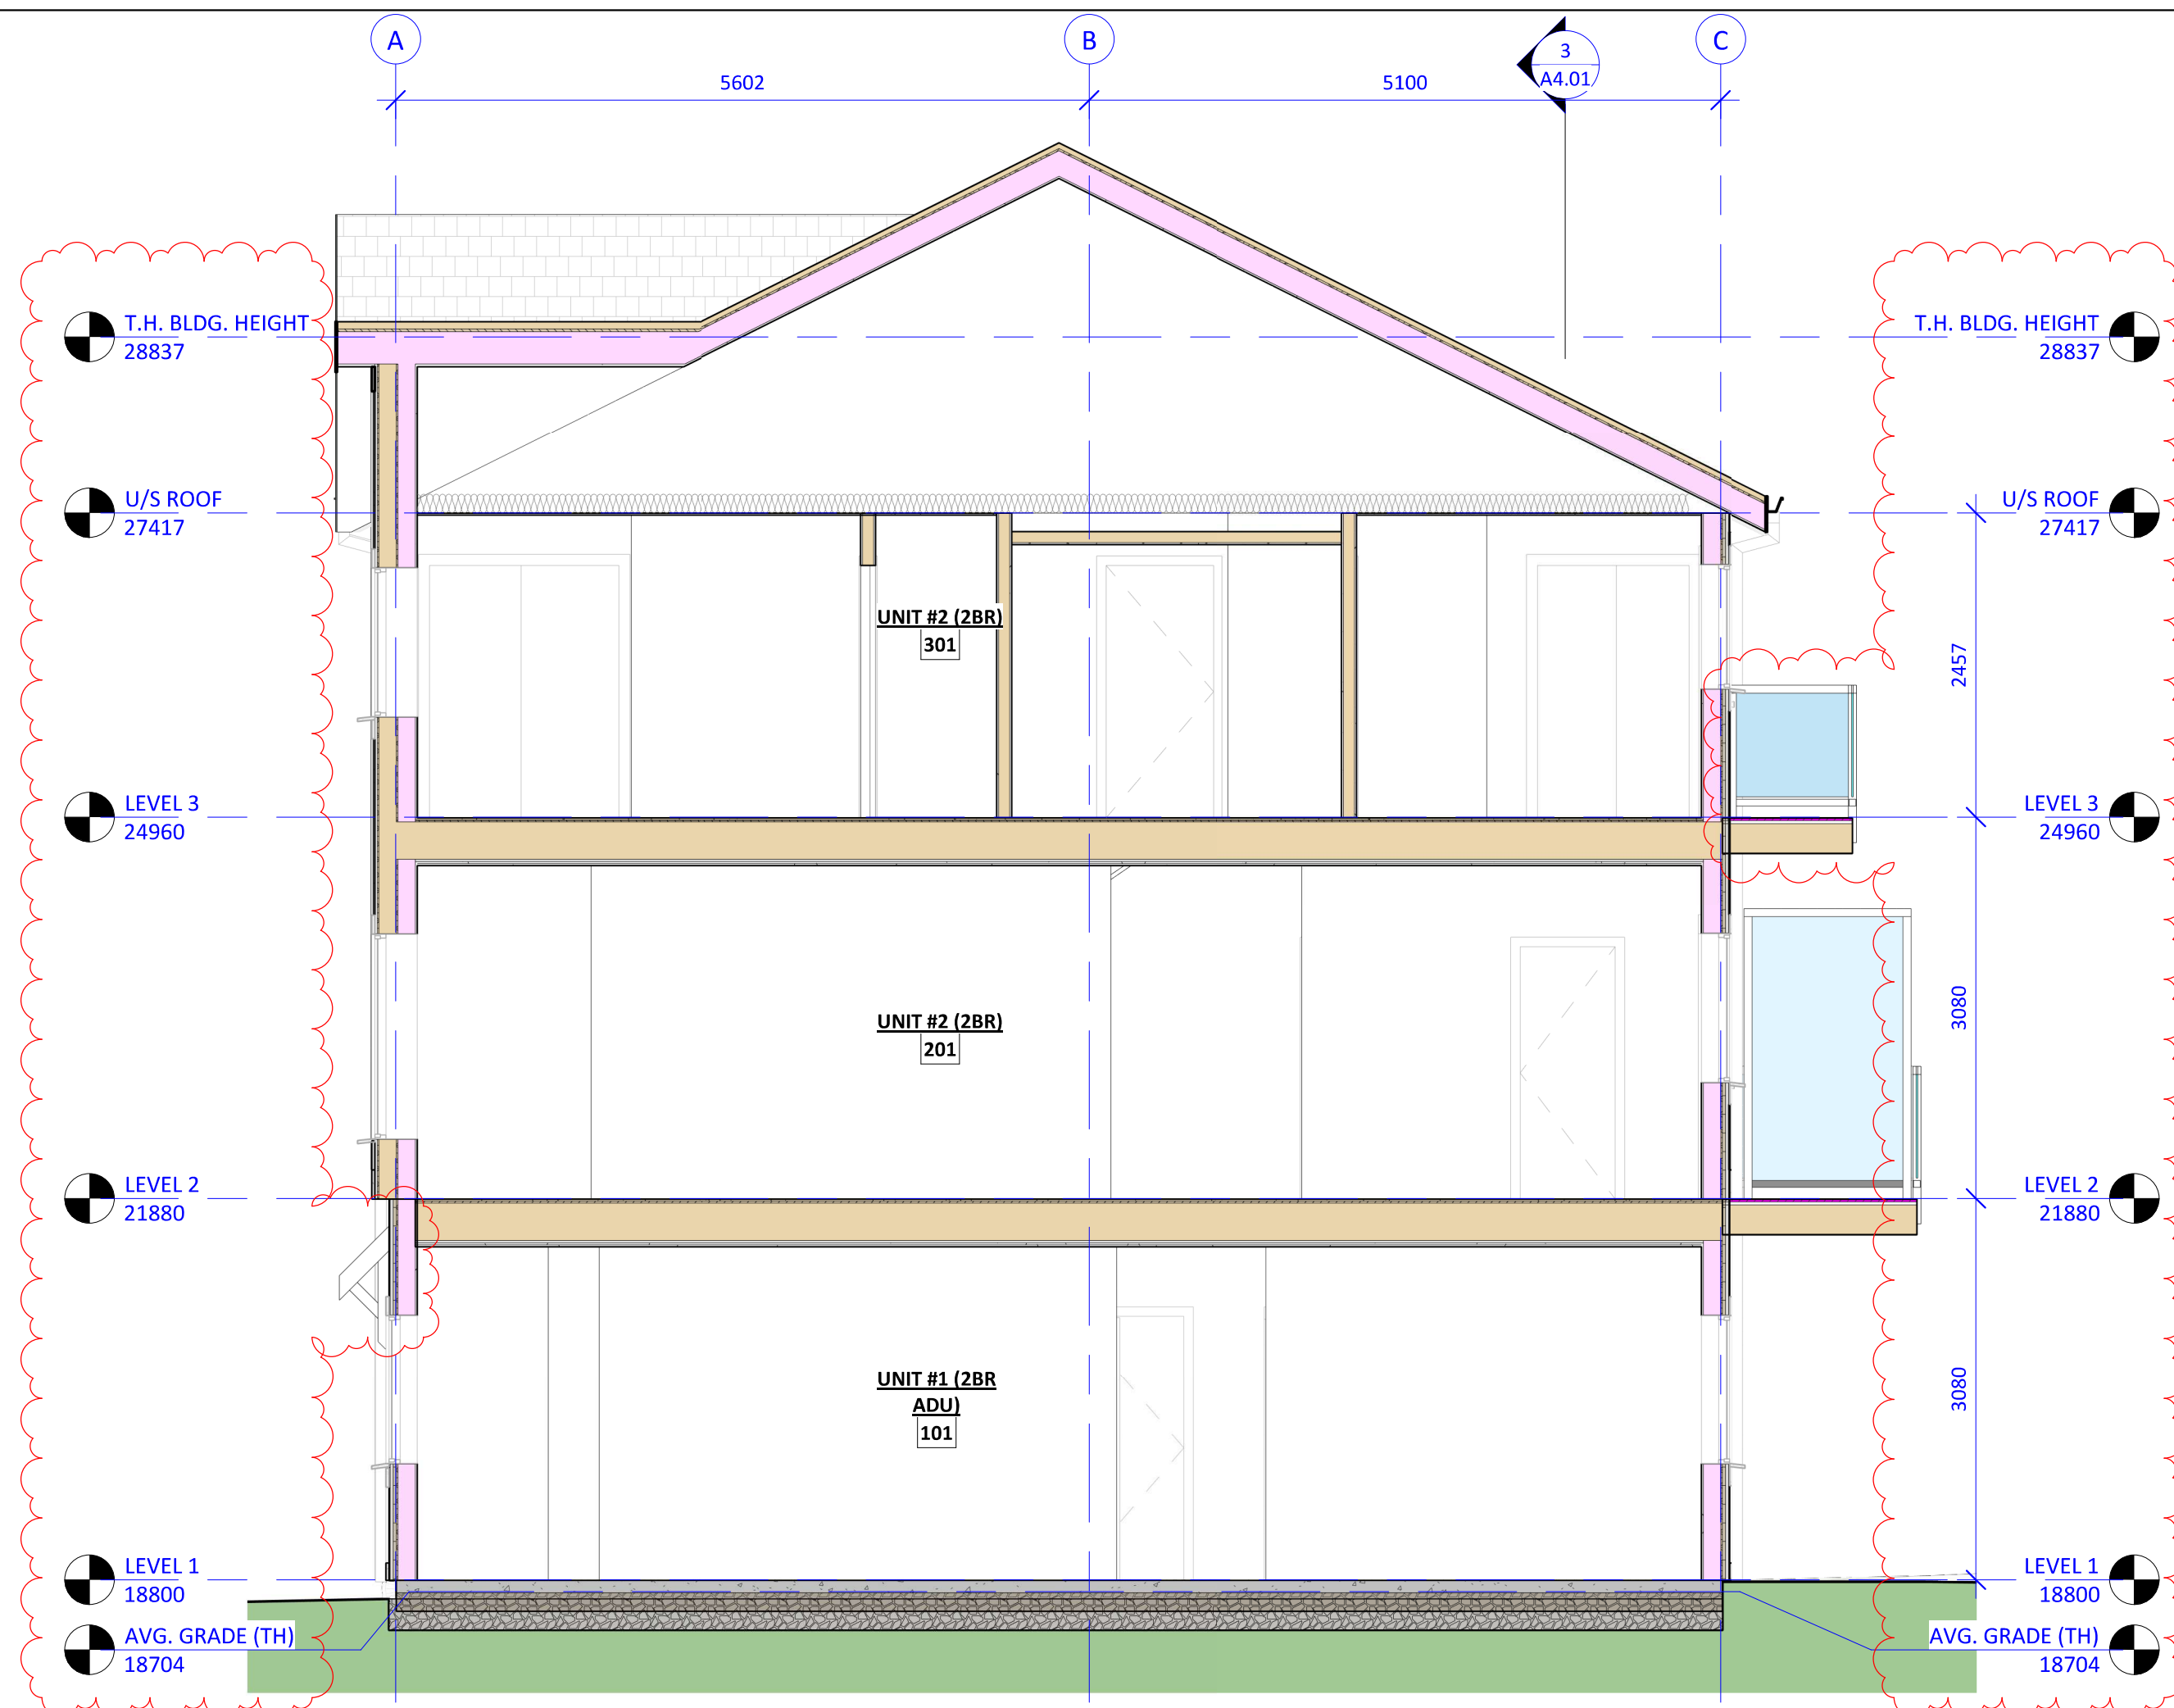 A
B
C
3
A4.01
5602
5100
T.H. BLDG. HEIGHT
28837
T.H. BLDG. HEIGHT
28837
U/S ROOF
27417
U/S ROOF
27417
UNIT #2 (2BR)
301
2457
LEVEL 3
24960
LEVEL 3
24960
UNIT #2 (2BR)
201
3080
LEVEL 2
21880
LEVEL 2
21880
UNIT #1 (2BR
ADU)
101
3080
LEVEL 1
18800
LEVEL 1
18800
AVG. GRADE (TH)
18704
AVG. GRADE (TH)
18704